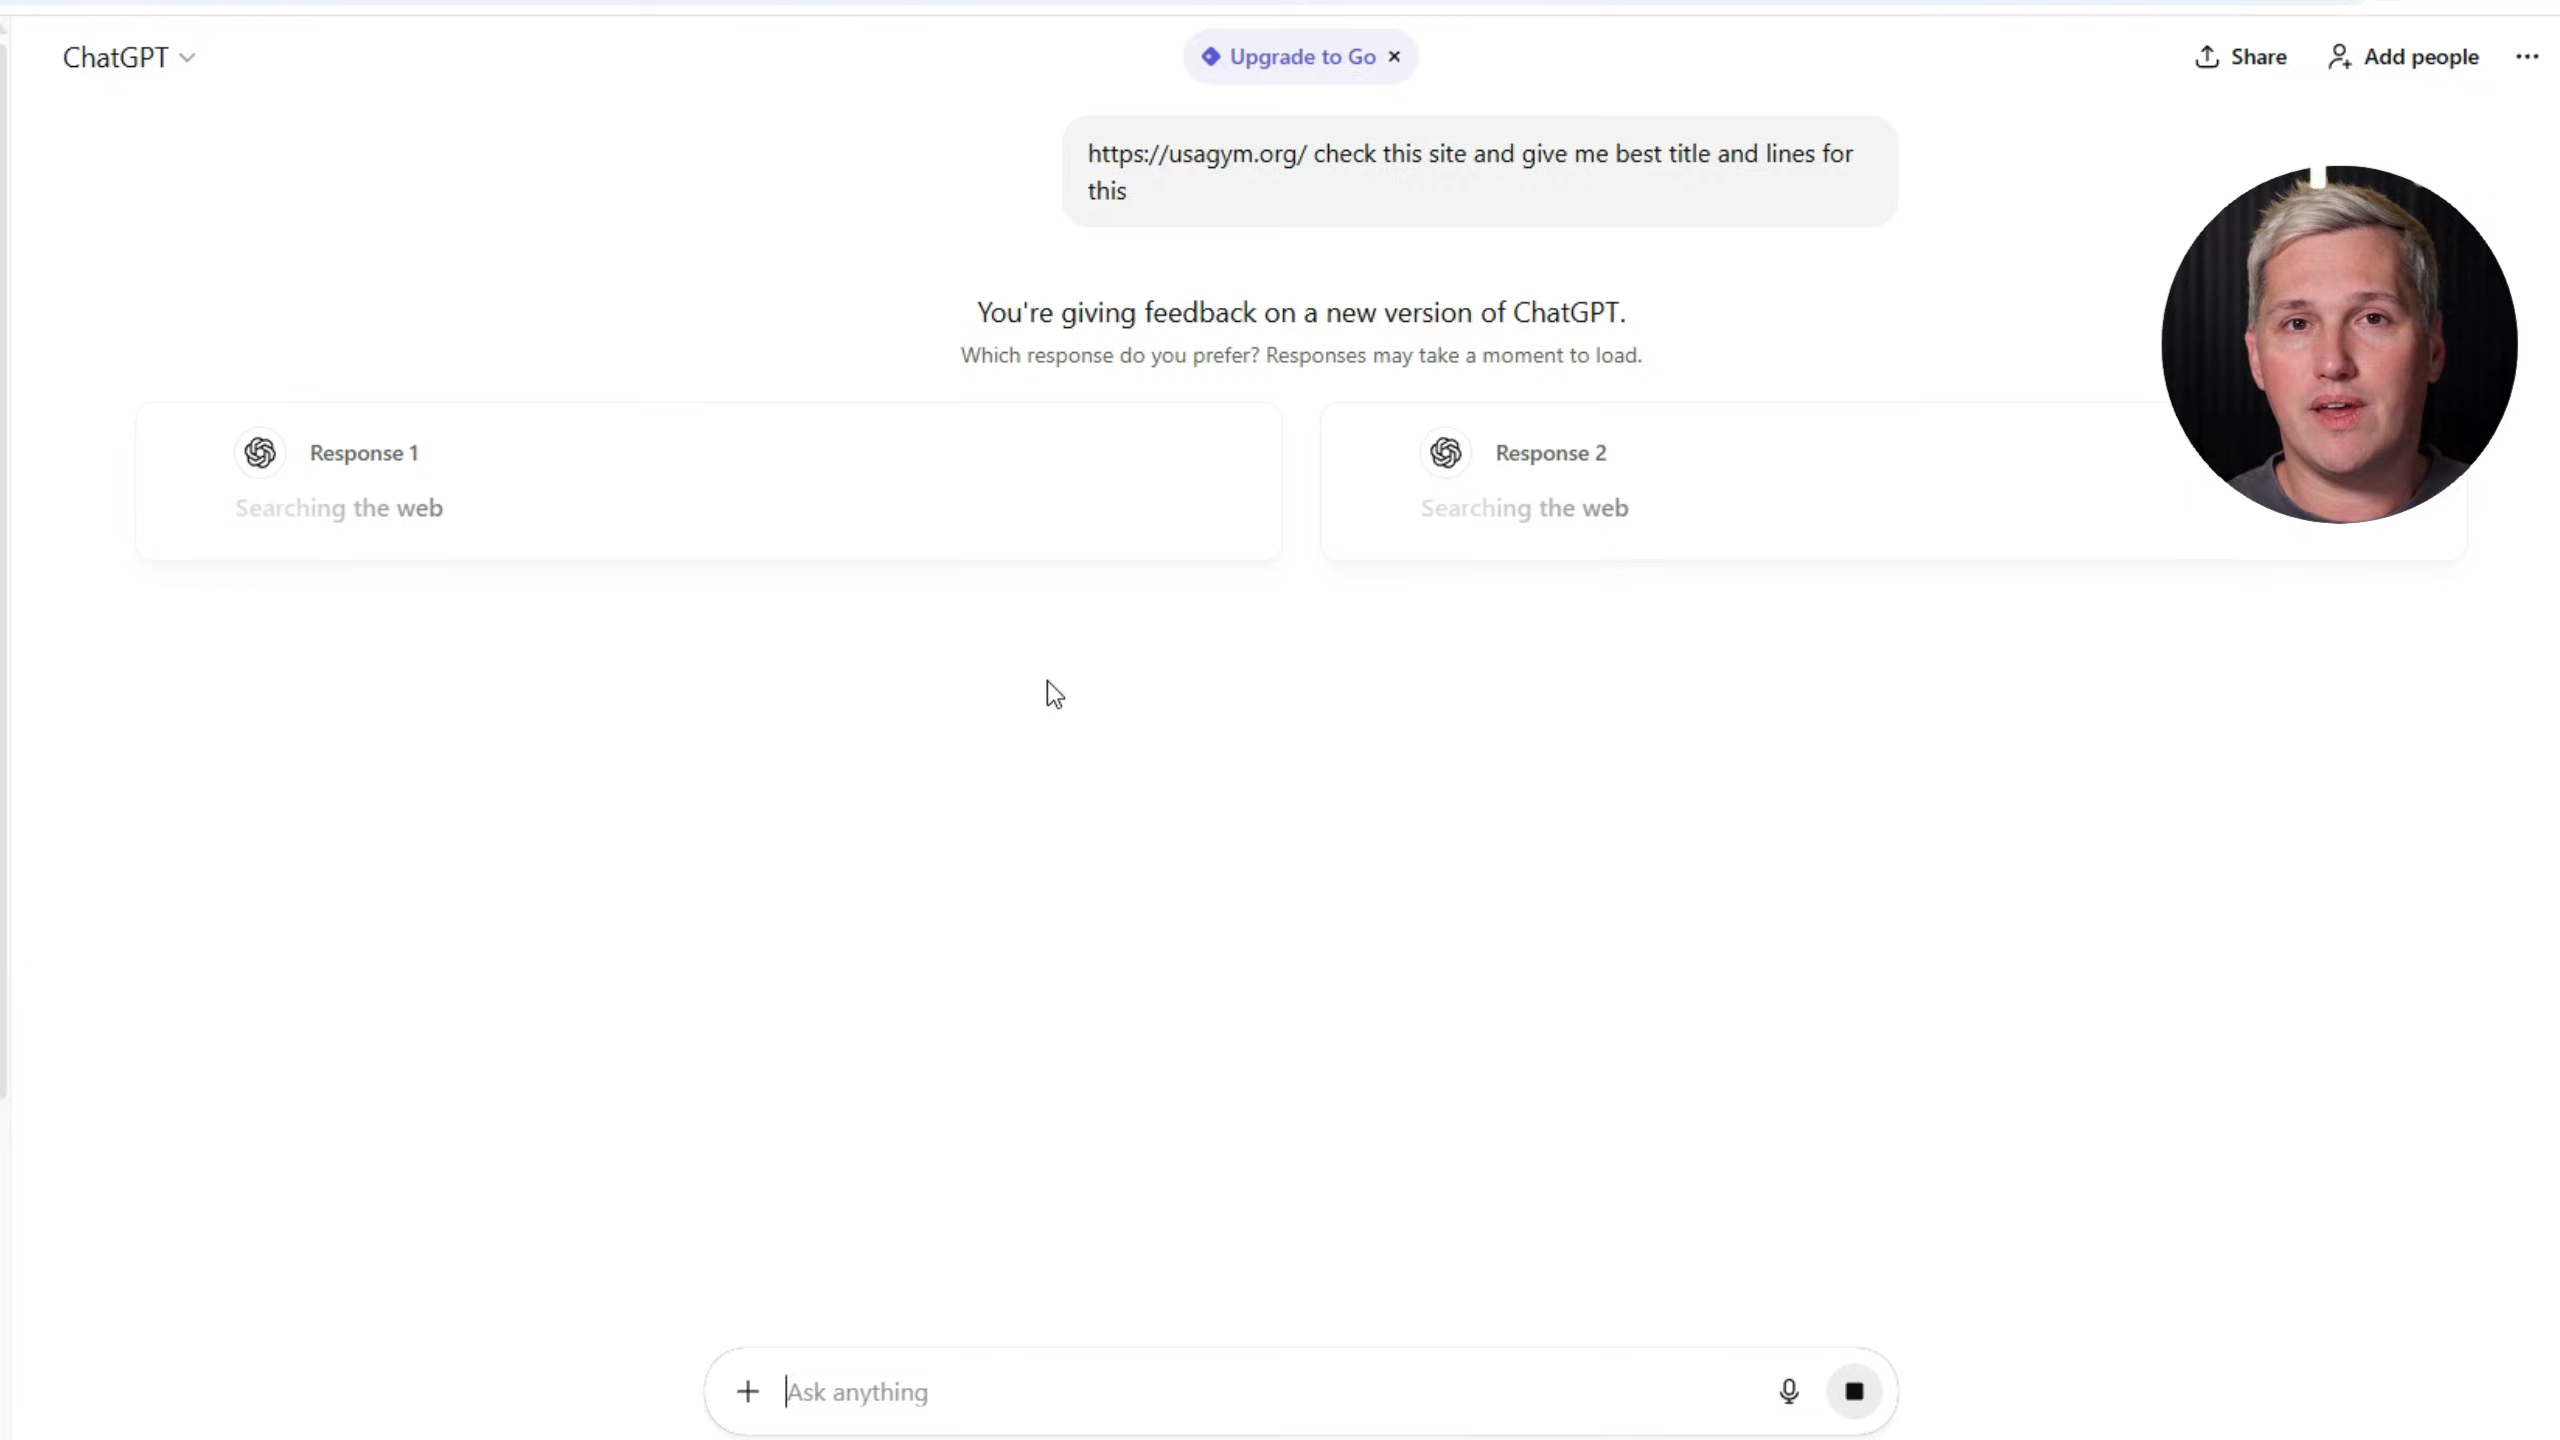 ChatGPT
Upgrade to Go ×
Share
Add people
https://usagym.org/ check this site and give me best title and lines for
this
You're giving feedback on a new version of ChatGPT.
Which response do you prefer? Responses may take a moment to load.
Response 1
Searching the web
Response 2
Searching the web
Ask anything